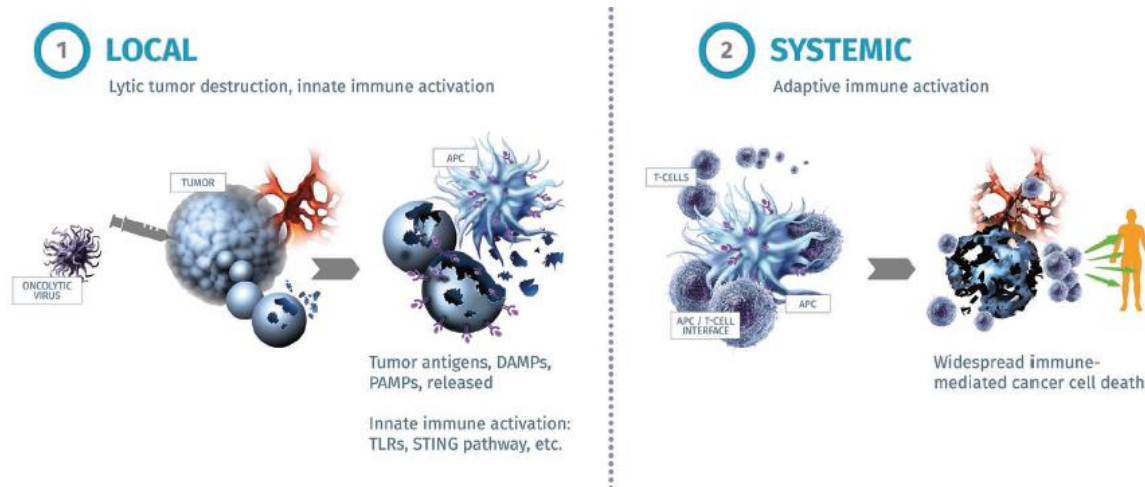 1 LOCAL
Lytic tumor destruction, innate immune activation
ONCOLYTIC
VIRUS
TUMOR
APC
Tumor antigens, DAMPs,
PAMPs, released
Innate immune activation:
TLRs, STING pathway, etc.
2 SYSTEMIC
Adaptive immune activation
T-CELLS
APC
APC / T-CELL
INTERFACE
Widespread immune-
mediated cancer cell death